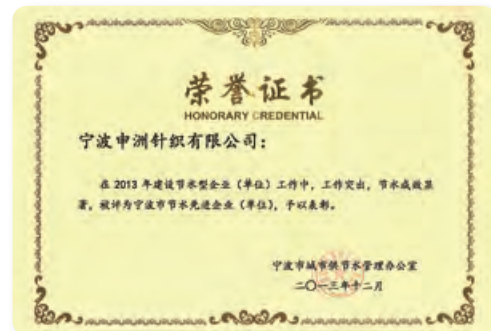 荣誉证书
HONORARY CREDENTIAL
宁波申洲针织有限公司：
在 2013 年建设节水型企业（单位）工作中，工作突出，节水成效显
著，被评为宁波市节水先进企业（单位），予以表彰。
宁波市城市供节水管理办公室
二〇一三年十二月